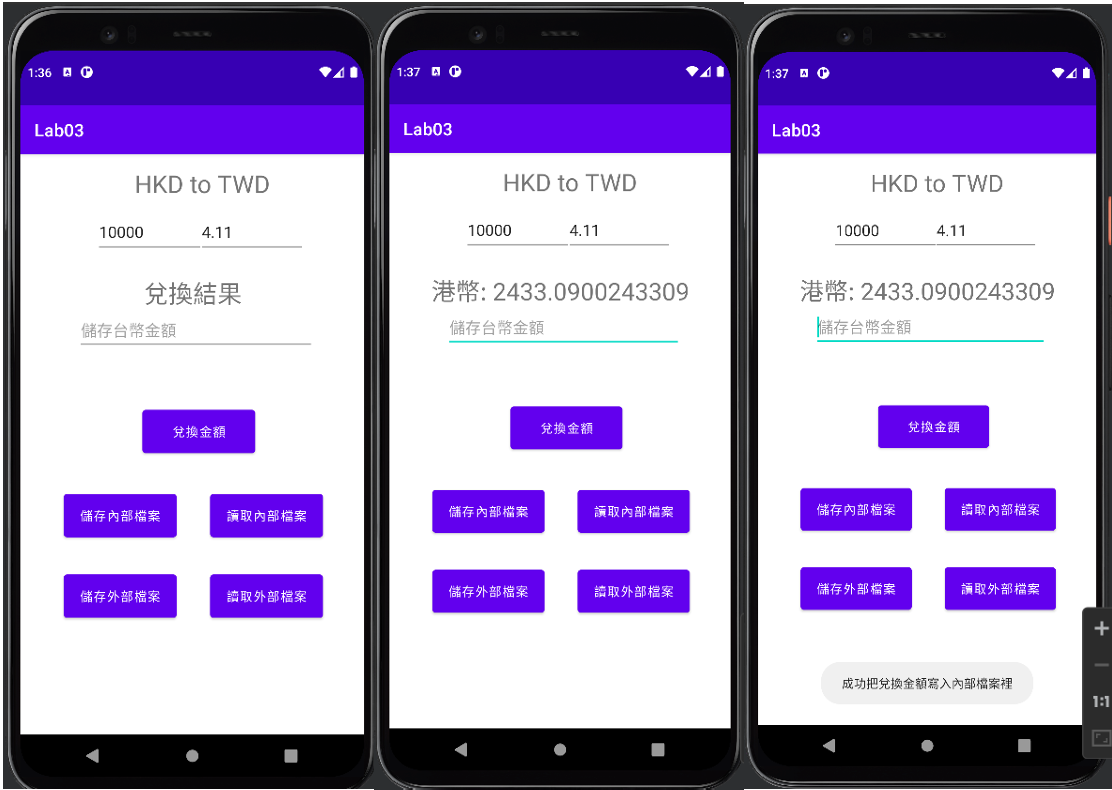 1:36
Lab03
HKD to TWD
10000 4.11
兌換結果
儲存台幣金額
兌換金額
儲存內部檔案 讀取內部檔案
儲存外部檔案 讀取外部檔案
1:37
Lab03
HKD to TWD
10000 4.11
港幣: 2433.0900243309
儲存台幣金額
兌換金額
儲存內部檔案 讀取內部檔案
儲存外部檔案 讀取外部檔案
1:37
Lab03
HKD to TWD
10000 4.11
港幣: 2433.0900243309
儲存台幣金額
兌換金額
儲存內部檔案 讀取內部檔案
儲存外部檔案 讀取外部檔案
成功把兌換金額寫入內部檔案裡
1:1